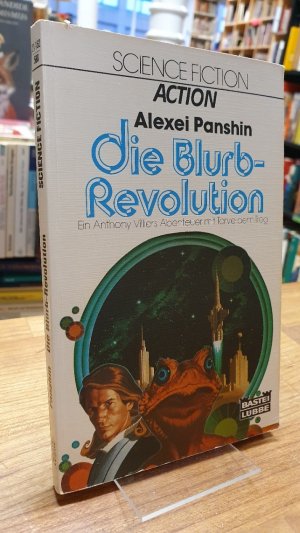 SCIENCE FICTION
ACTION
Alexei Panshin
die Blurb-
Revolution
Ein Anthony Villiers Abenteuer mit Torve dem Trog
BASTEI
LÜBBE
SCIENCE FICTION
Panshin Die Blurb-Revolution